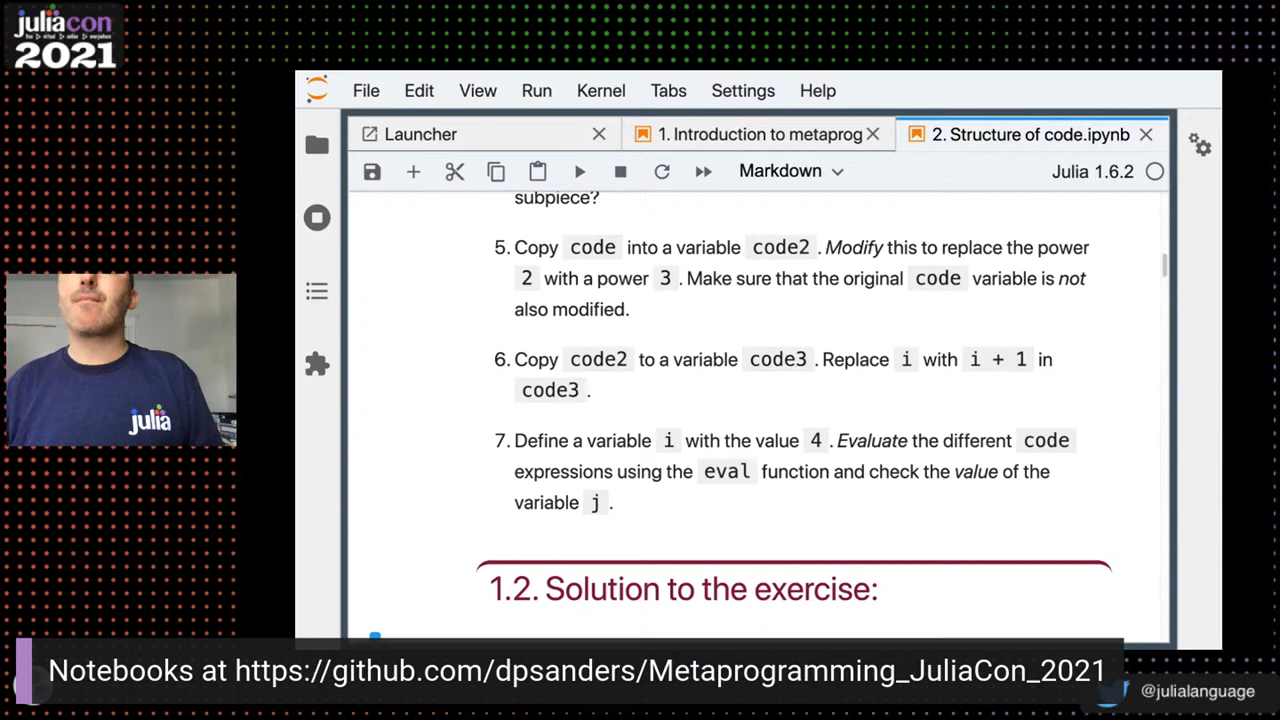 juliacon
2021
File Edit View Run Kernel Tabs Settings Help
Launcher
1. Introduction to metaprog
2. Structure of code.ipynb
Markdown
Julia 1.6.2
subpiece?
5. Copy code into a variable code2 . Modify this to replace the power
2 with a power 3 . Make sure that the original code variable is not
also modified.
6. Copy code2 to a variable code3 . Replace i with i + 1 in
code3 .
7. Define a variable i with the value 4 . Evaluate the different code
expressions using the eval function and check the value of the
variable j .
1.2. Solution to the exercise:
julia
Notebooks at https://github.com/dpsanders/Metaprogramming_JuliaCon_2021
@julialanguage